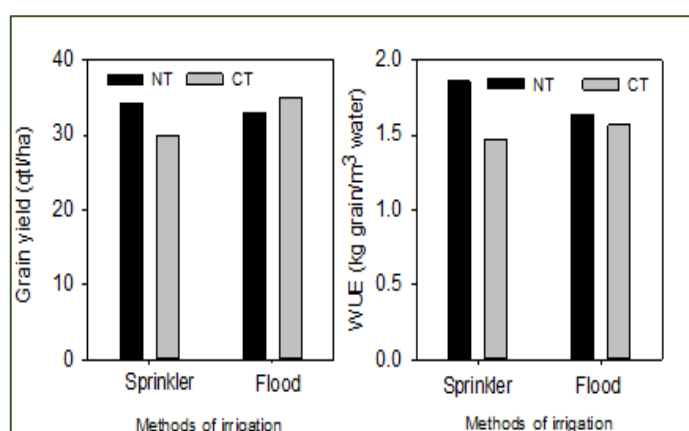 40
30
20
10
0
Grain yield (qtl/ha)
NT CT
Sprinkler Flood
Methods of irrigation
2.0
1.5
1.0
0.5
0.0
WUE (kg grain/m³ water)
NT CT
Sprinkler Flood
Methods of irrigation